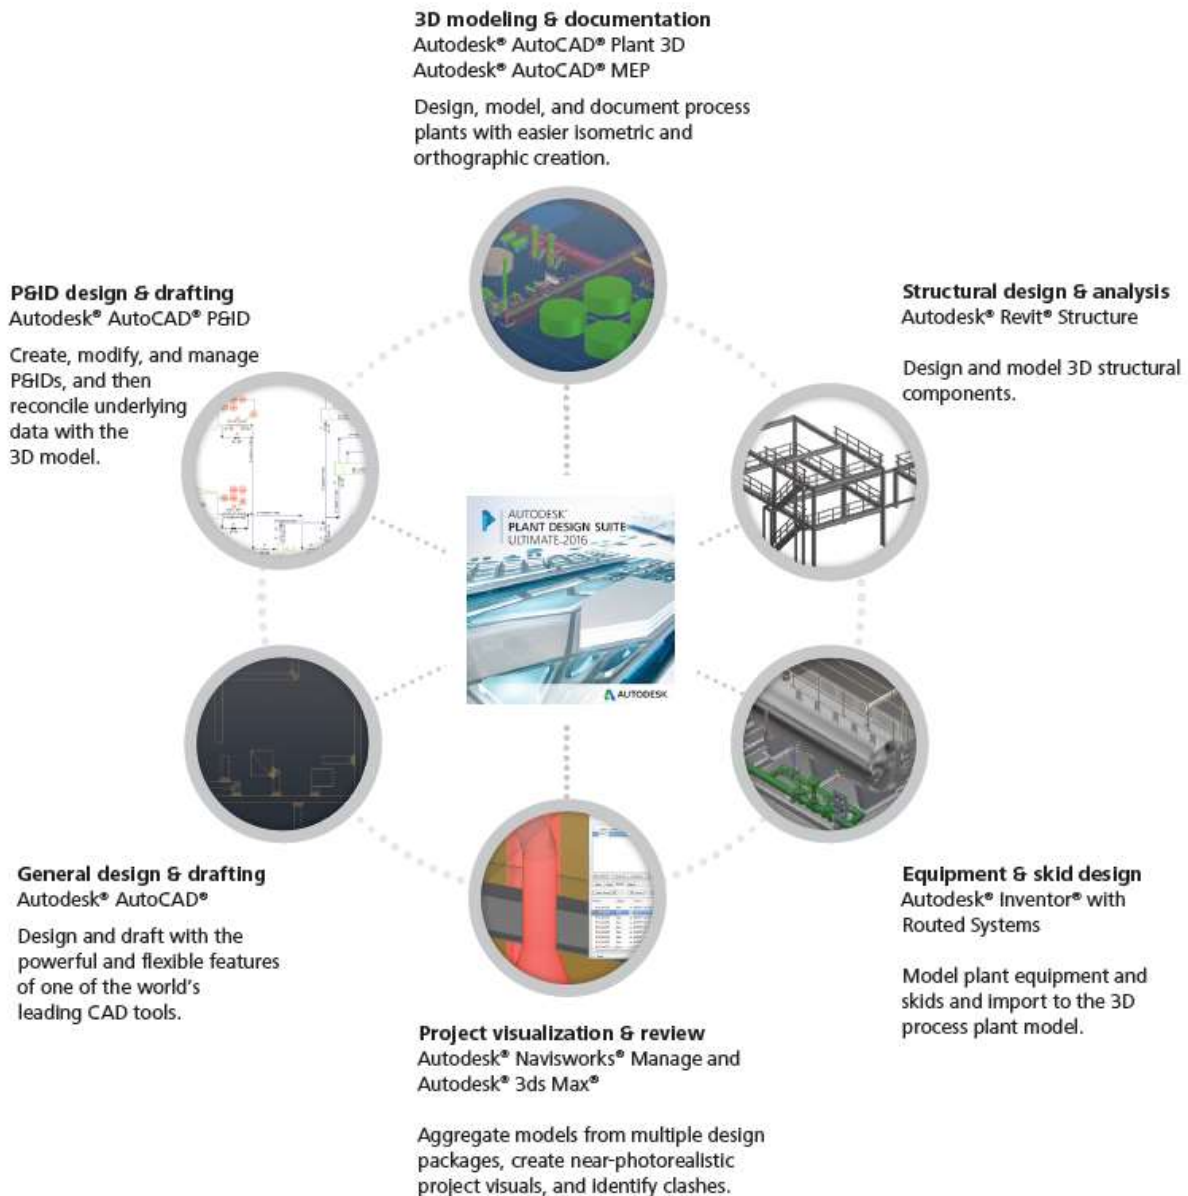 3D modeling & documentation
Autodesk® AutoCAD® Plant 3D
Autodesk® AutoCAD® MEP
Design, model, and document process
plants with easier isometric and
orthographic creation.
P&ID design & drafting
Autodesk® AutoCAD® P&ID
Create, modify, and manage
P&IDs, and then
reconcile underlying
data with the
3D model.
Structural design & analysis
Autodesk® Revit® Structure
Design and model 3D structural
components.
AUTODESK®
PLANT DESIGN SUITE
ULTIMATE 2016
AUTODESK
General design & drafting
Autodesk® AutoCAD®
Design and draft with the
powerful and flexible features
of one of the world's
leading CAD tools.
Equipment & skid design
Autodesk® Inventor® with
Routed Systems
Model plant equipment and
skids and import to the 3D
process plant model.
Project visualization & review
Autodesk® Navisworks® Manage and
Autodesk® 3ds Max®
Aggregate models from multiple design
packages, create near-photorealistic
project visuals, and identify clashes.